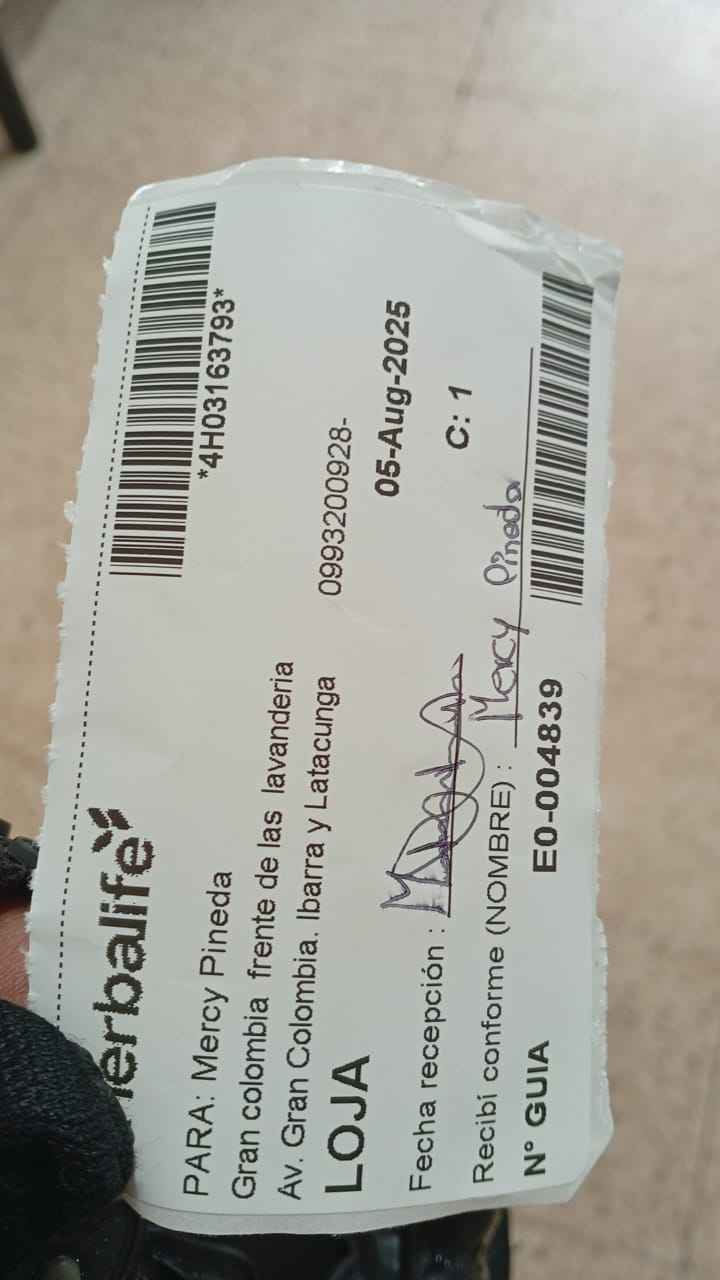 herbalife
*4H03163793*
PARA: Mercy Pineda
Gran colombia frente de las lavanderia
Av. Gran Colombia. Ibarra y Latacunga 0993200928-
LOJA 05-Aug-2025
Fecha recepción : C: 1
Recibí conforme (NOMBRE) : Mercy Pineda
N° GUIA E0-004839